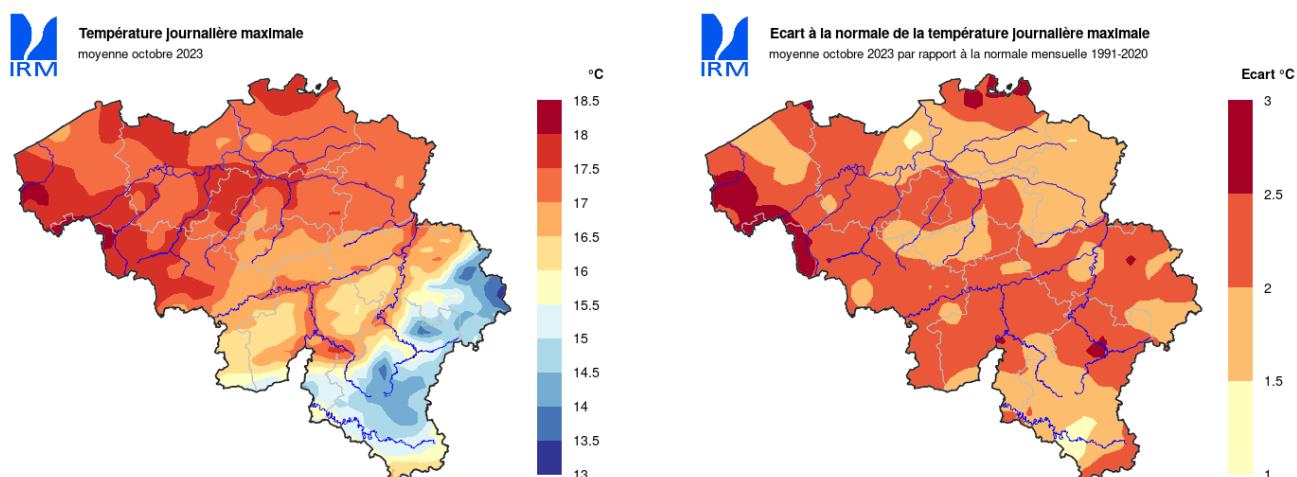 Température journalière maximale
moyenne octobre 2023
IRM
°C
18.5
18
17.5
17
16.5
16
15.5
15
14.5
14
13.5
13
Ecart à la normale de la température journalière maximale
moyenne octobre 2023 par rapport à la normale mensuelle 1991-2020
IRM
Ecart °C
3
2.5
2
1.5
1